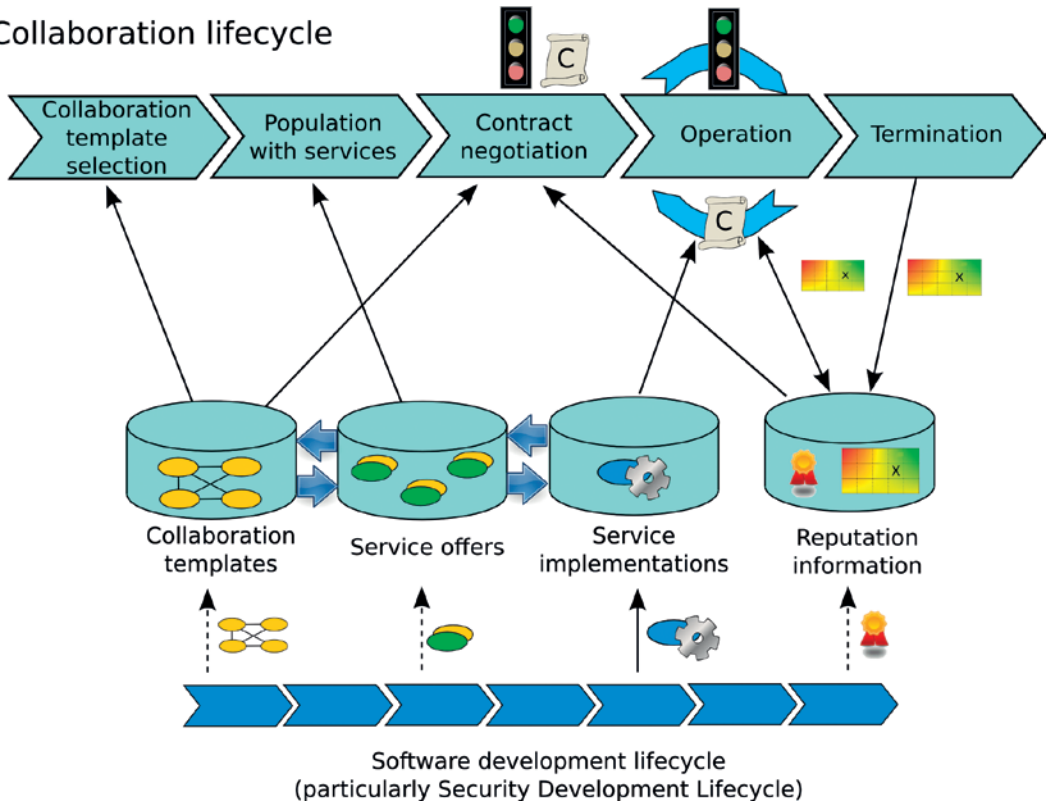 Collaboration lifecycle
C
Collaboration
template
selection
Population
with services
Contract
negotiation
Operation
Termination
C
x
x
x
Collaboration
templates
Service offers
Service
implementations
Reputation
information
Software development lifecycle
(particularly Security Development Lifecycle)